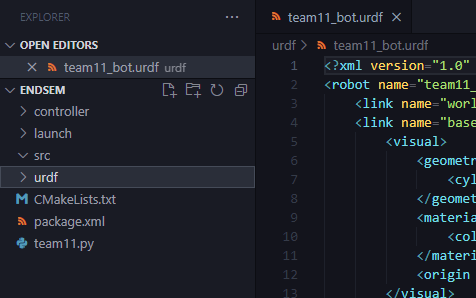 EXPLORER
OPEN EDITORS
team11_bot.urdf urdf
ENDSEM
controller
launch
src
urdf
CMakeLists.txt
package.xml
team11.py
team11_bot.urdf
urdf > team11_bot.urdf
1 <?xml version="1.0"
2 <robot name="team11_
3 <link name="worl
4 <link name="base
5 <visual>
6 <geometr
7 <cyl
8 </geometr
9 <materia
10 <col
11 </materi
12 <origin
13 </visual>